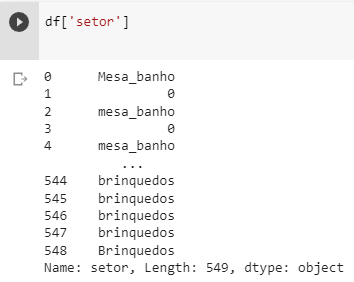 df['setor']
0 Mesa_banho
1 0
2 mesa_banho
3 0
4 mesa_banho
...
544 brinquedos
545 brinquedos
546 brinquedos
547 brinquedos
548 Brinquedos
Name: setor, Length: 549, dtype: object